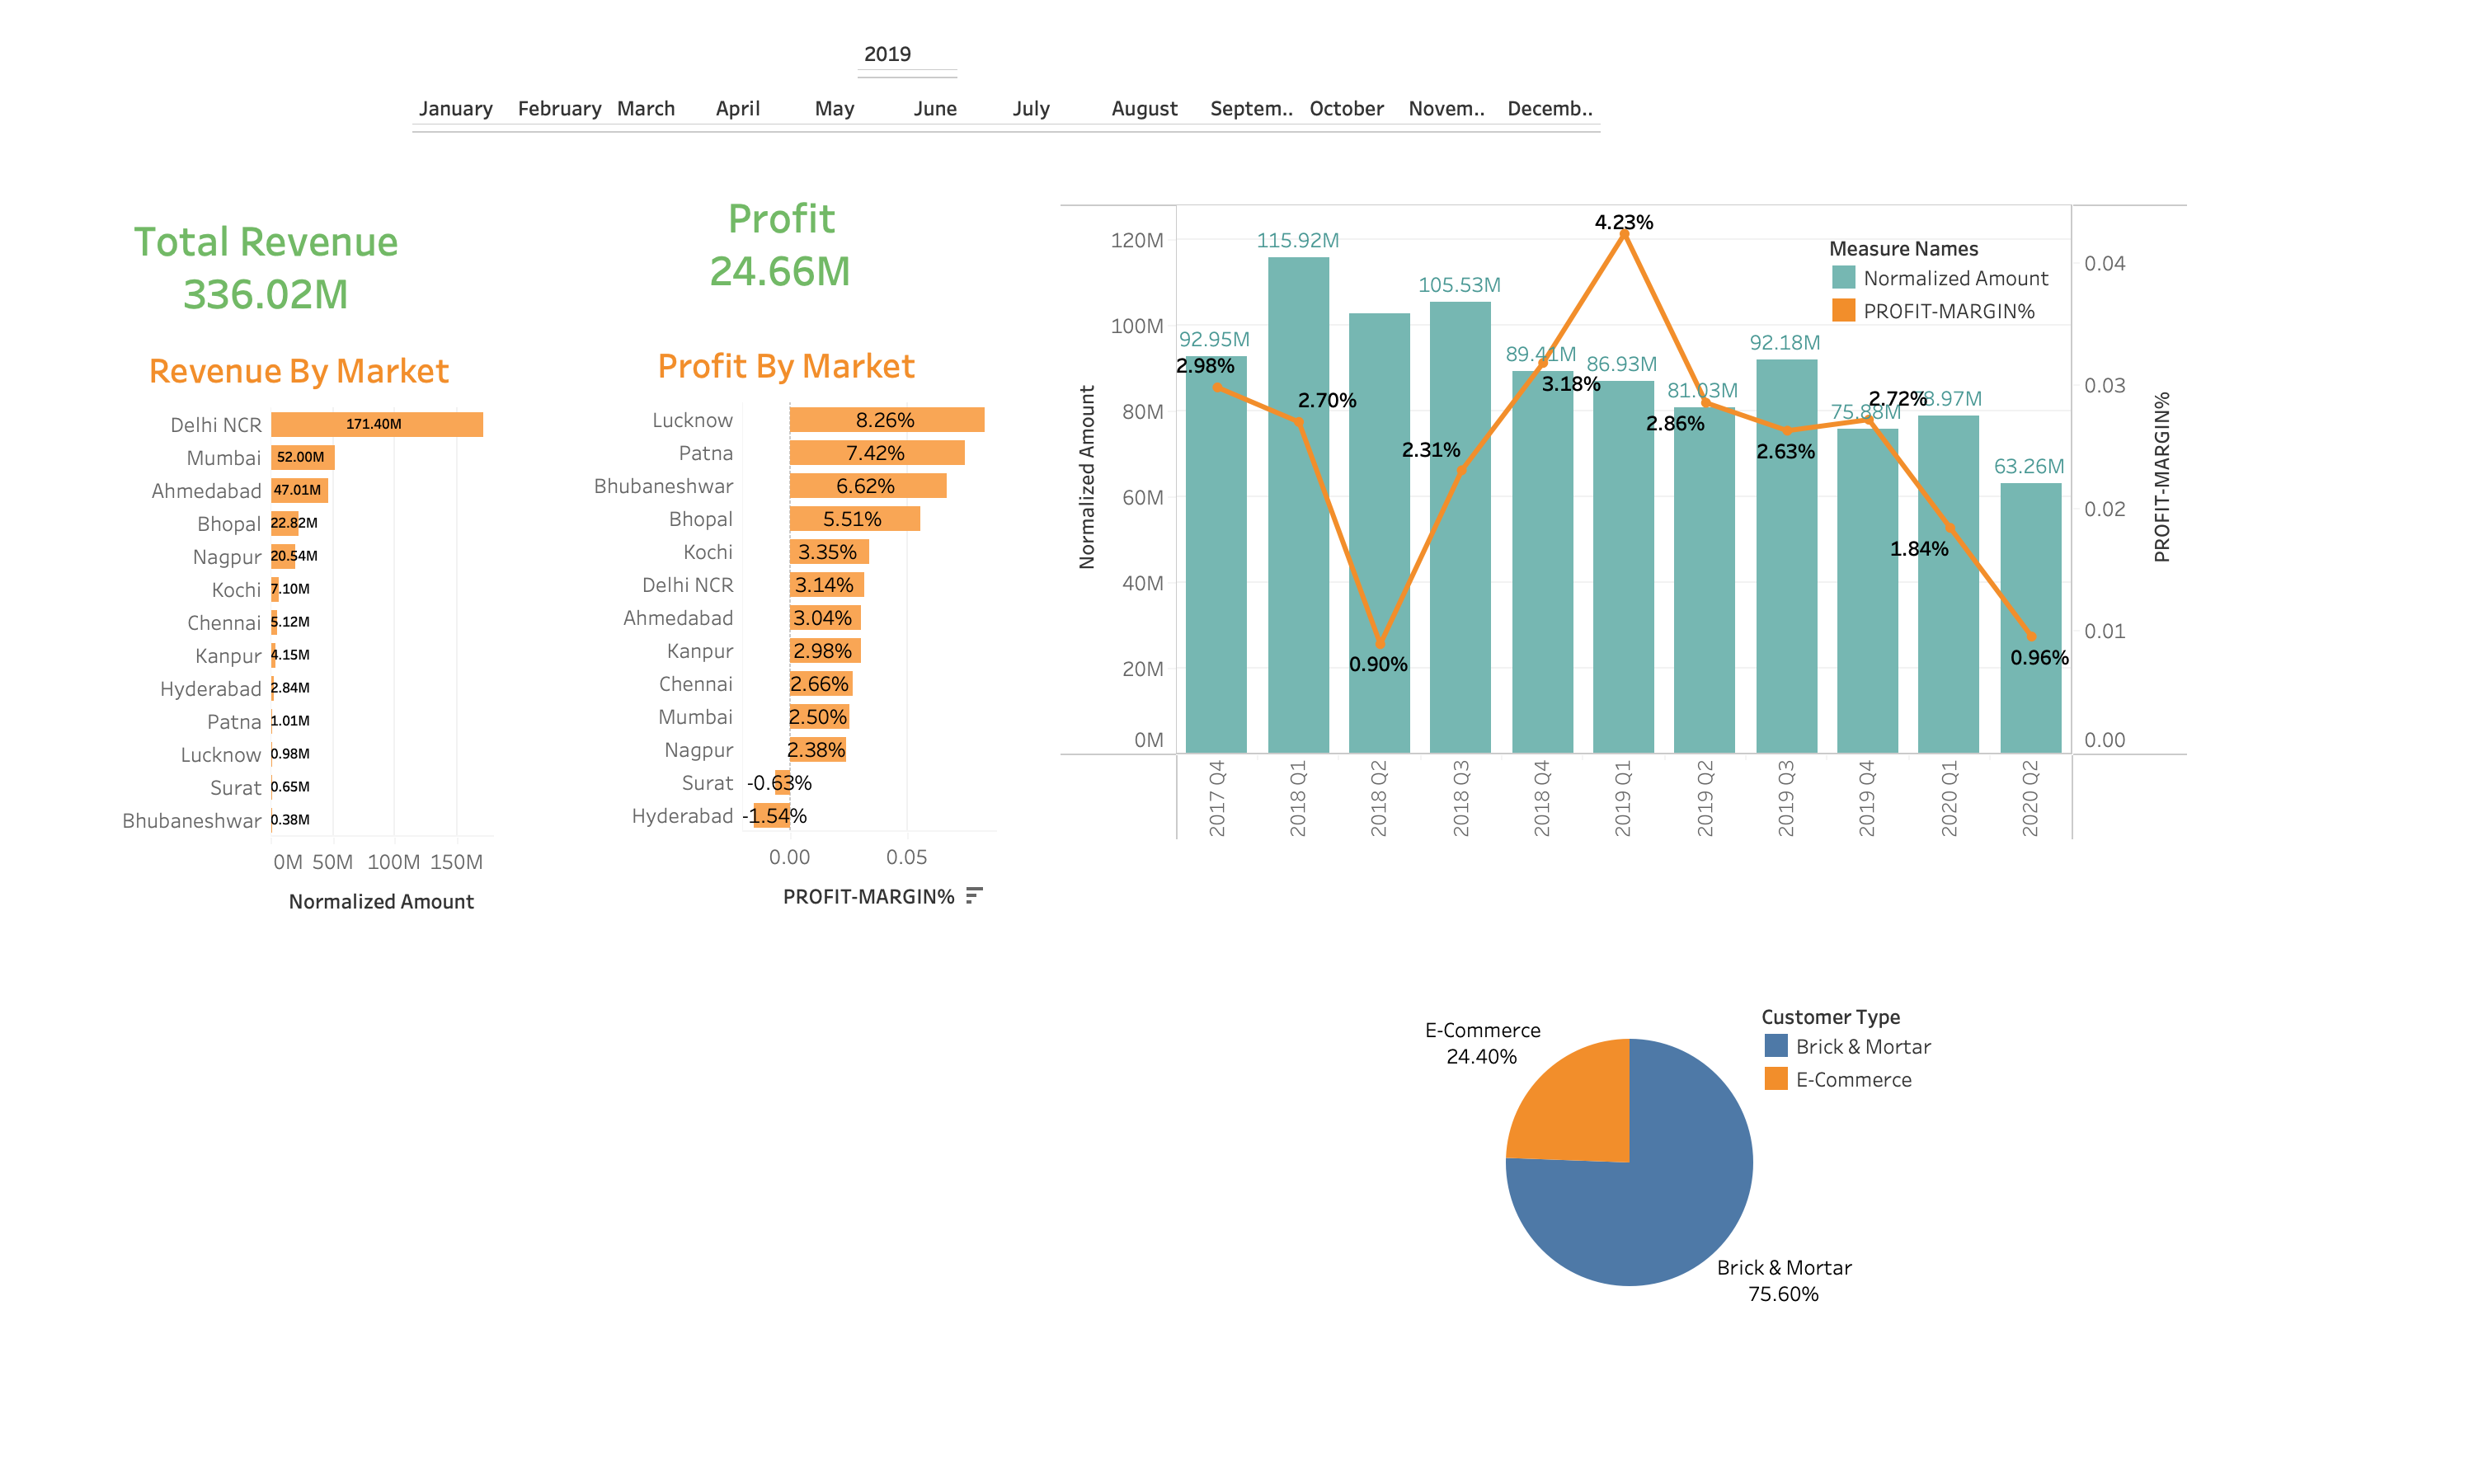 2019
January February March April May June July August Septem.. October Novem.. Decemb..
Total Revenue
336.02M
Profit
24.66M
Revenue By Market
Delhi NCR 171.40M
Mumbai 52.00M
Ahmedabad 47.01M
Bhopal 22.82M
Nagpur 20.54M
Kochi 7.10M
Chennai 5.12M
Kanpur 4.15M
Hyderabad 2.84M
Patna 1.01M
Lucknow 0.98M
Surat 0.65M
Bhubaneshwar 0.38M
0M 50M 100M 150M
Normalized Amount
Profit By Market
Lucknow 8.26%
Patna 7.42%
Bhubaneshwar 6.62%
Bhopal 5.51%
Kochi 3.35%
Delhi NCR 3.14%
Ahmedabad 3.04%
Kanpur 2.98%
Chennai 2.66%
Mumbai 2.50%
Nagpur 2.38%
Surat -0.63%
Hyderabad -1.54%
0.00 0.05
PROFIT-MARGIN%
Normalized Amount
120M
100M
80M
60M
40M
20M
0M
92.95M 115.92M 105.53M 89.41M 86.93M 81.03M 92.18M 75.88M 8.97M 63.26M
2.98% 2.70% 0.90% 2.31% 3.18% 4.23% 2.86% 2.63% 2.72% 1.84% 0.96%
Measure Names
Normalized Amount
PROFIT-MARGIN%
0.04
0.03
0.02
0.01
0.00
PROFIT-MARGIN%
2017 Q4
2018 Q1
2018 Q2
2018 Q3
2018 Q4
2019 Q1
2019 Q2
2019 Q3
2019 Q4
2020 Q1
2020 Q2
E-Commerce
24.40%
Brick & Mortar
75.60%
Customer Type
Brick & Mortar
E-Commerce